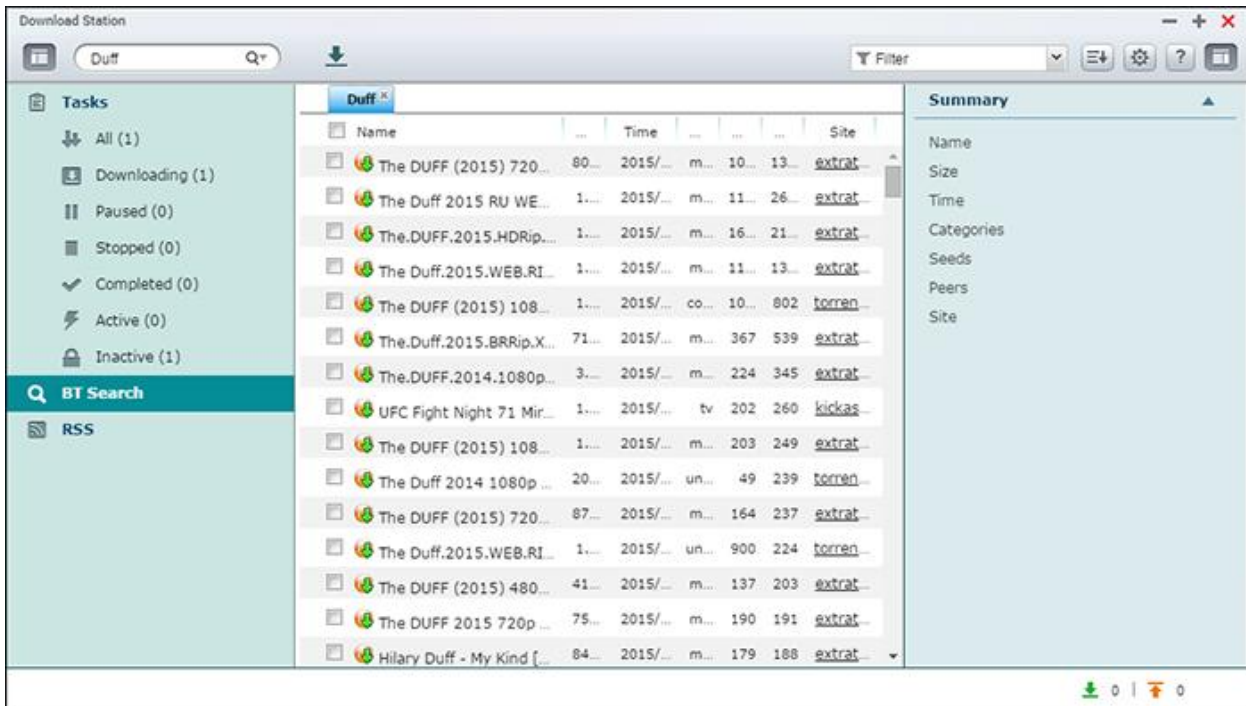 Download Station
Duff
Filter
?
Tasks
All (1)
Downloading (1)
Paused (0)
Stopped (0)
Completed (0)
Active (0)
Inactive (1)
BT Search
RSS
Duff
Name ... Time ... ... ... Site
The DUFF (2015) 720... 80... 2015/... m... 10... 13... extrat...
The Duff 2015 RU WE... 1.... 2015/... m... 11... 26... extrat...
The.DUFF.2015.HDRip.... 1.... 2015/... m... 16... 21... extrat...
The Duff.2015.WEB.RI... 1.... 2015/... m... 11... 13... extrat...
The DUFF (2015) 108... 1.... 2015/... co... 10... 802 torren...
The.Duff.2015.BRRip.X... 71... 2015/... m... 367 539 extrat...
The.DUFF.2014.1080p... 3.... 2015/... m... 224 345 extrat...
UFC Fight Night 71 Mir... 1.... 2015/... tv 202 260 kickas...
The DUFF (2015) 108... 1.... 2015/... m... 203 249 extrat...
The Duff 2014 1080p ... 20... 2015/... un... 49 239 torren...
The DUFF (2015) 720... 87... 2015/... m... 164 237 extrat...
The Duff.2015.WEB.RI... 1.... 2015/... un... 900 224 torren...
The DUFF (2015) 480... 41... 2015/... m... 137 203 extrat...
The DUFF 2015 720p ... 75... 2015/... m... 190 191 extrat...
Hilary Duff - My Kind [... 84... 2015/... m... 179 188 extrat...
Summary
Name
Size
Time
Categories
Seeds
Peers
Site
0 | 0